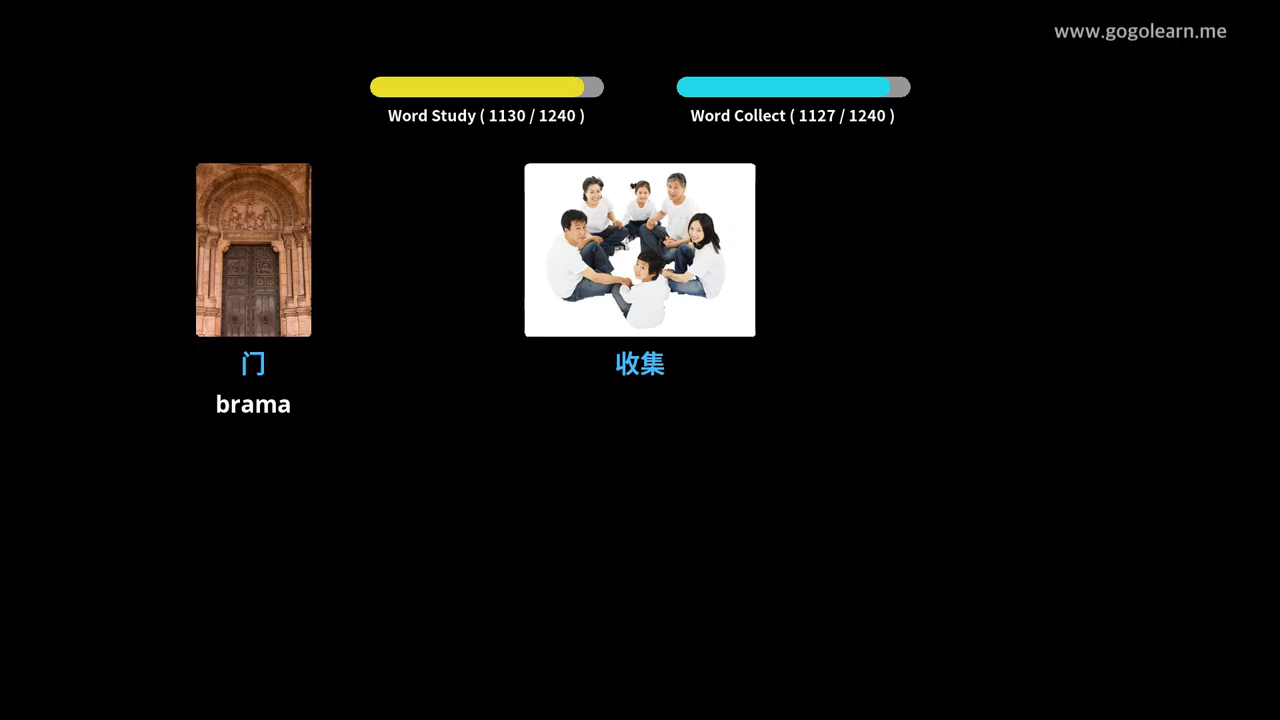 www.gogolearn.me
Word Study ( 1130 / 1240 )
Word Collect ( 1127 / 1240 )
门
收集
brama